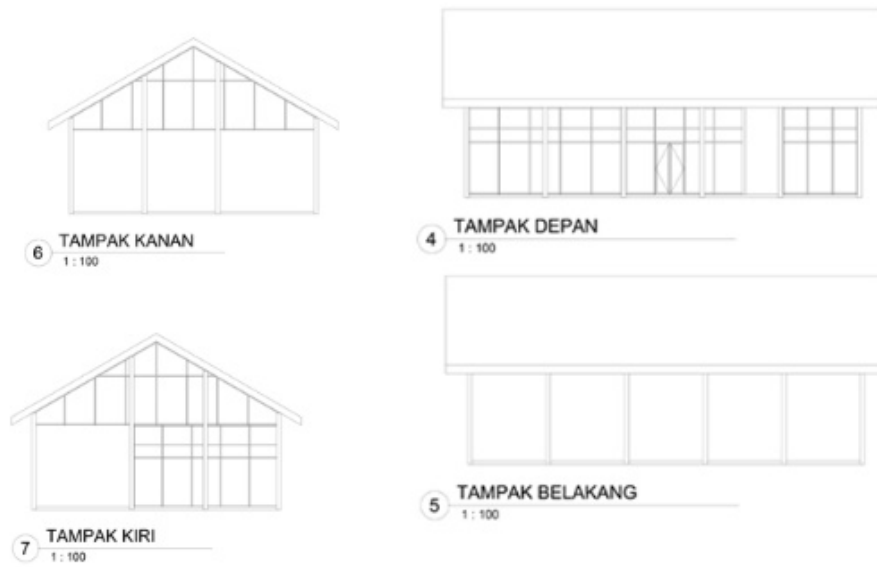 6 TAMPAK KANAN
1 : 100
4 TAMPAK DEPAN
1 : 100
7 TAMPAK KIRI
1 : 100
5 TAMPAK BELAKANG
1 : 100